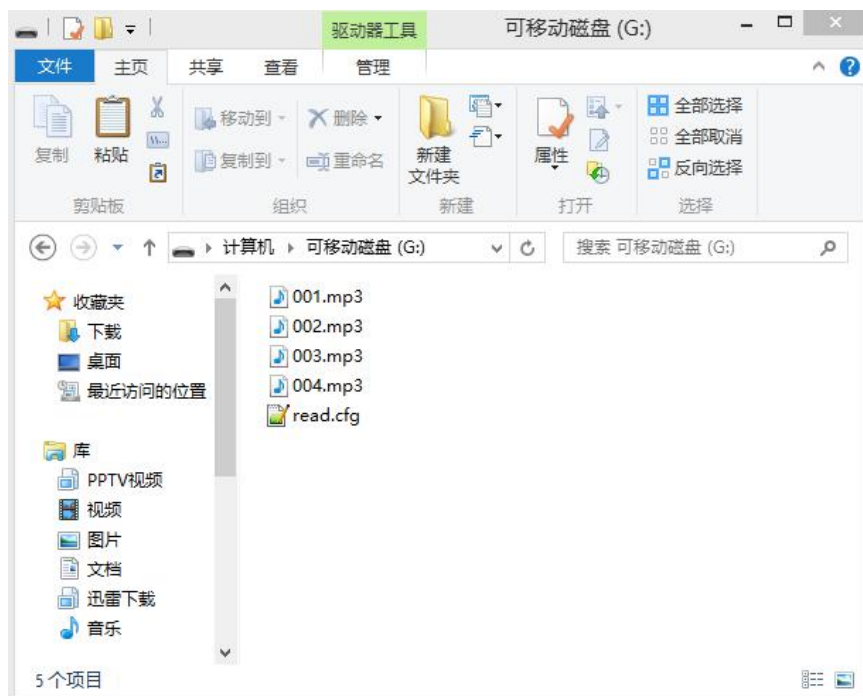 驱动器工具 可移动磁盘 (G:)
文件 主页 共享 查看 管理
复制 粘贴
移动到 删除
复制到 重命名
新建
文件夹
属性
全部选择
全部取消
反向选择
剪贴板 组织 新建 打开 选择
计算机 可移动磁盘 (G:) 搜索 可移动磁盘 (G:)
收藏夹
下载
桌面
最近访问的位置
库
PPTV视频
视频
图片
文档
迅雷下载
音乐
001.mp3
002.mp3
003.mp3
004.mp3
read.cfg
5 个项目